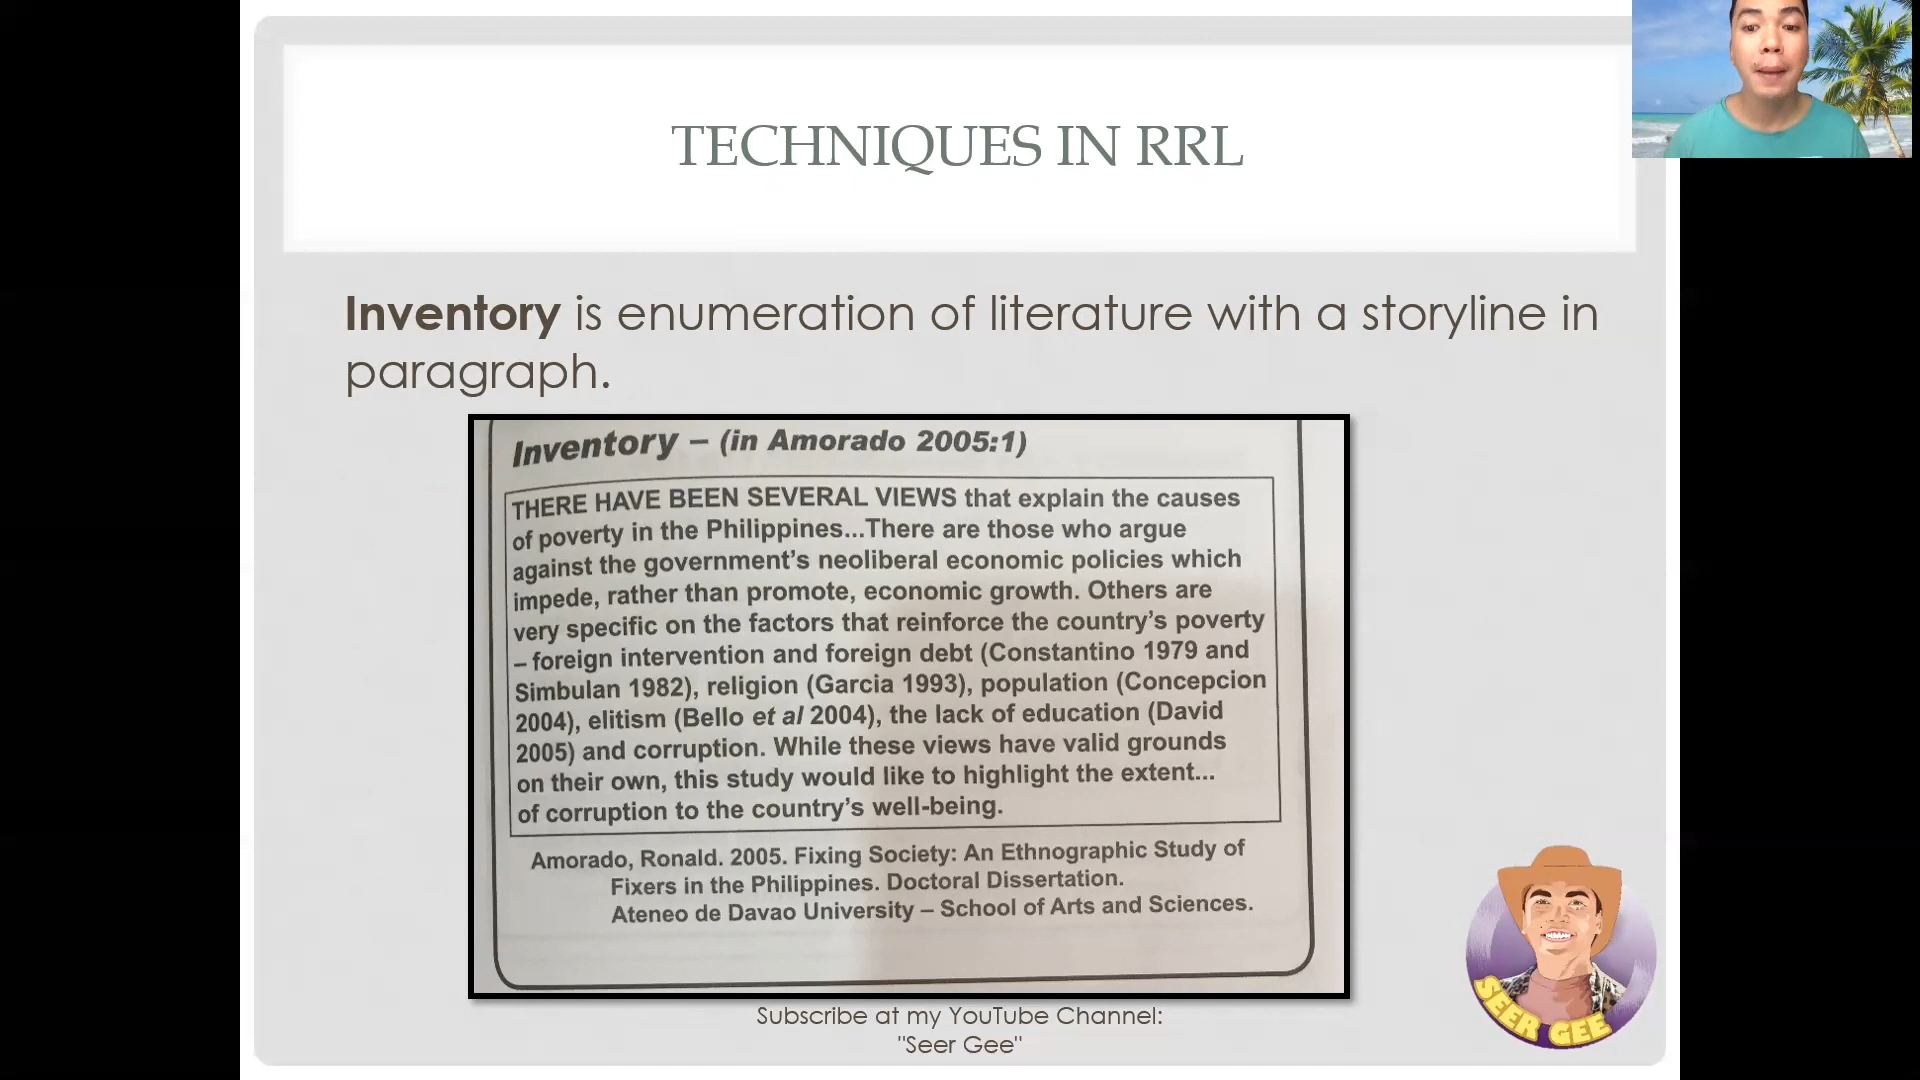 TECHNIQUES IN RRL
Inventory is enumeration of literature with a storyline in
paragraph.
Inventory – (in Amorado 2005:1)
THERE HAVE BEEN SEVERAL VIEWS that explain the causes
of poverty in the Philippines...There are those who argue
against the government's neoliberal economic policies which
impede, rather than promote, economic growth. Others are
very specific on the factors that reinforce the country's poverty
– foreign intervention and foreign debt (Constantino 1979 and
Simbulan 1982), religion (Garcia 1993), population (Concepcion
2004), elitism (Bello et al 2004), the lack of education (David
2005) and corruption. While these views have valid grounds
on their own, this study would like to highlight the extent...
of corruption to the country's well-being.
Amorado, Ronald. 2005. Fixing Society: An Ethnographic Study of
Fixers in the Philippines. Doctoral Dissertation.
Ateneo de Davao University – School of Arts and Sciences.
Subscribe at my YouTube Channel:
"Seer Gee"
SEER GEE